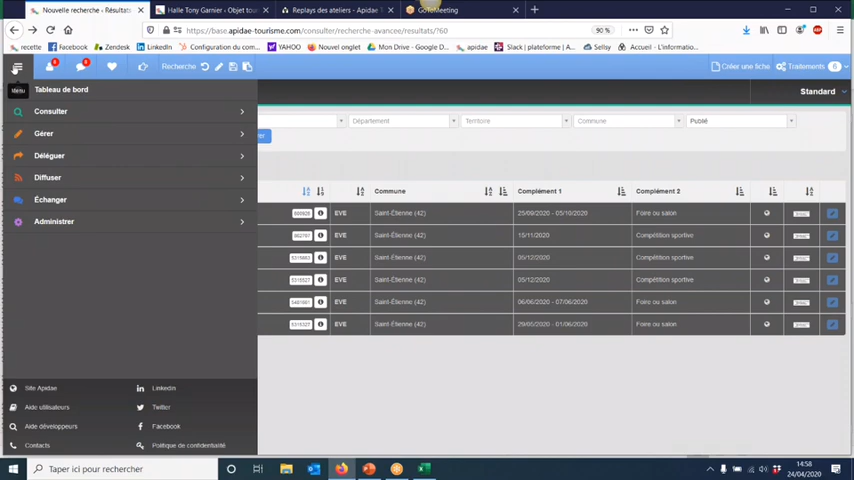 Nouvelle recherche - Résultats
Halle Tony Garnier - Objet tour
Replays des ateliers - Apidae T
GoToMeeting
https://base.apidae-tourisme.com/consulter/recherche-avancee/resultats/?60
90 %
recette
Facebook
Zendesk
LinkedIn
Configuration du com...
YAHOO
Nouvel onglet
Mon Drive - Google D...
apidae
Slack | plateforme | A...
Sellsy
Accueil - L'informatio...
Recherche
Créer une fiche
Traitements
6
Menu
Tableau de bord
Standard
Consulter
Gérer
Déléguer
Diffuser
Échanger
Administrer
Département
Territoire
Commune
Publié
Commune
Complément 1
Complément 2
EVE
Saint-Étienne (42)
25/09/2020 - 05/10/2020
Foire ou salon
EVE
Saint-Étienne (42)
15/11/2020
Compétition sportive
EVE
Saint-Étienne (42)
05/12/2020
Compétition sportive
EVE
Saint-Étienne (42)
05/12/2020
Compétition sportive
EVE
Saint-Étienne (42)
06/06/2020 - 07/06/2020
Foire ou salon
EVE
Saint-Étienne (42)
29/05/2020 - 01/06/2020
Foire ou salon
Site Apidae
LinkedIn
Aide utilisateurs
Twitter
Aide développeurs
Facebook
Contacts
Politique de confidentialité
Taper ici pour rechercher
14:58
24/04/2020